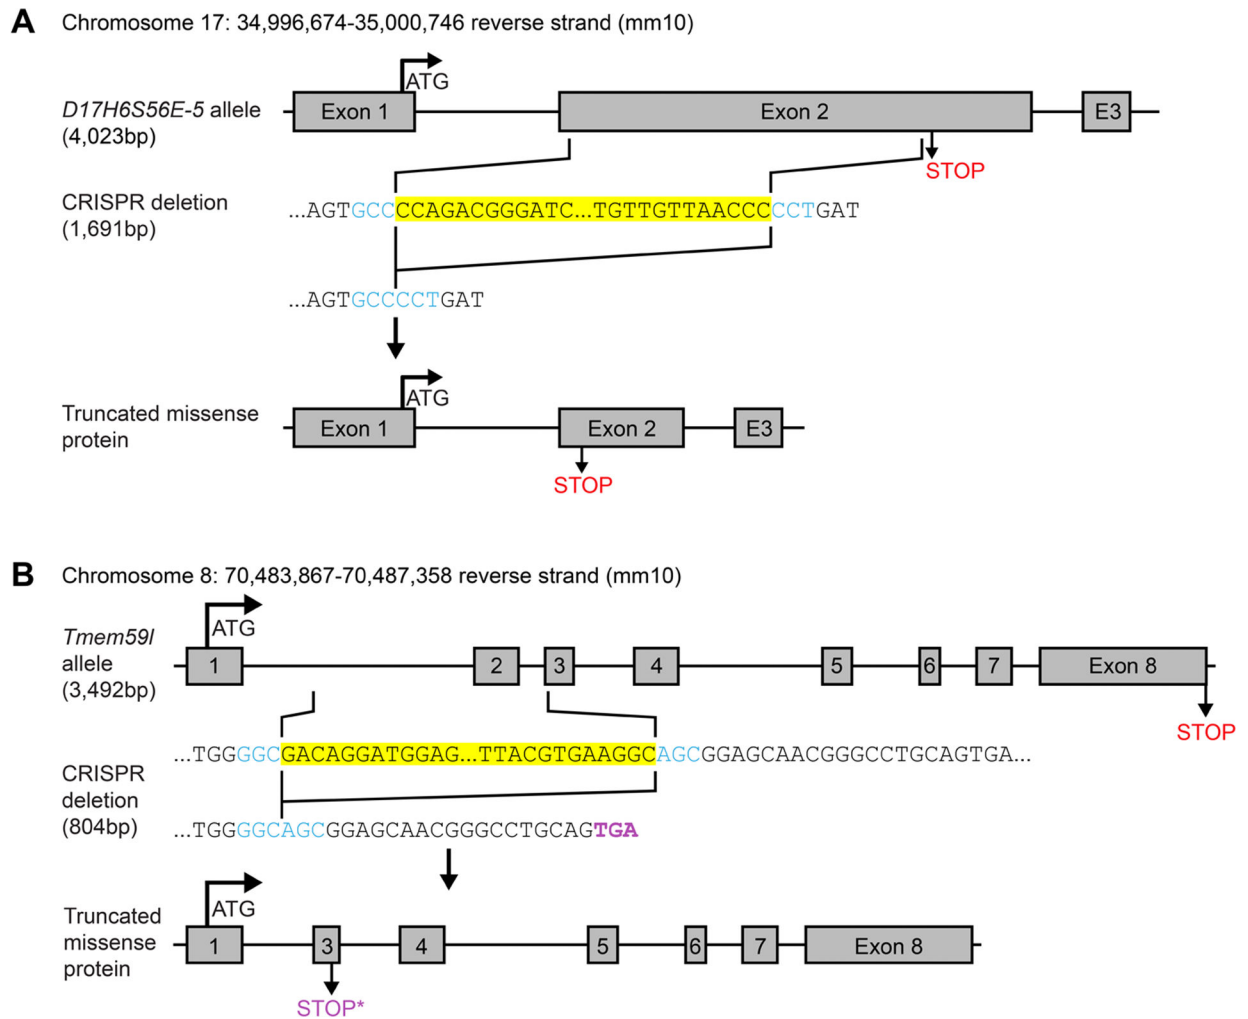 A Chromosome 17: 34,996,674-35,000,746 reverse strand (mm10)
ATG
D17H6S56E-5 allele
(4,023bp)
Exon 1
Exon 2
E3
STOP
CRISPR deletion
(1,691bp)
...AGTGCCCCAGACGGGATC...TGTTGTTAACCCCCTGAT
...AGTGCCCCTGAT
ATG
Truncated missense
protein
Exon 1
Exon 2
E3
STOP
B Chromosome 8: 70,483,867-70,487,358 reverse strand (mm10)
ATG
Tmem59l
allele
(3,492bp)
1
2
3
4
5
6
7
Exon 8
STOP
...TGGGGCGACAGGATGGAG...TTACGTGAAGGCAGCGGAGCAACGGGCCTGCAGTGA...
CRISPR
deletion
(804bp)
...TGGGGCAGCGGAGCAACGGGCCTGCAGTGA
ATG
Truncated
missense
protein
1
3
4
5
6
7
Exon 8
STOP*